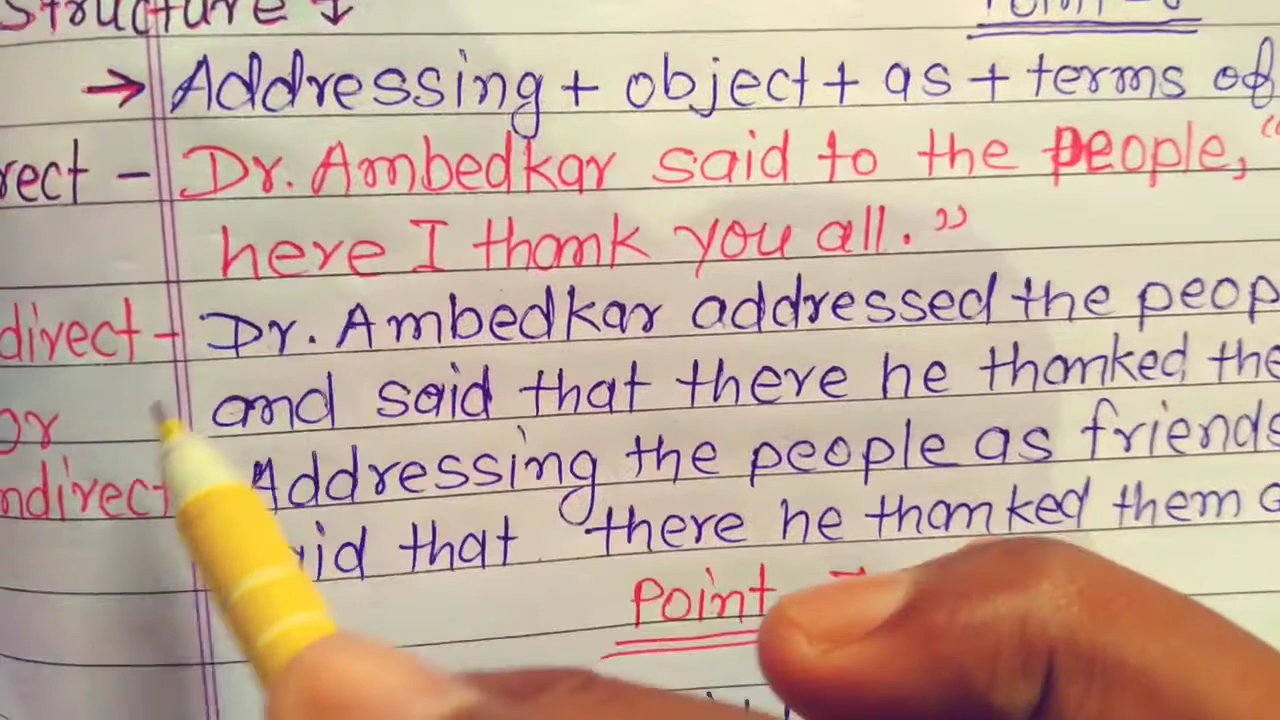 Structure ↓
→ Addressing + object + as + terms of
rect - Dr. Ambedkar said to the people, "
here I thank you all."
direct - Dr. Ambedkar addressed the peop
and said that there he thanked the
or
Addressing the people as friends
ndirect
said that there he thanked them a
Point - 7